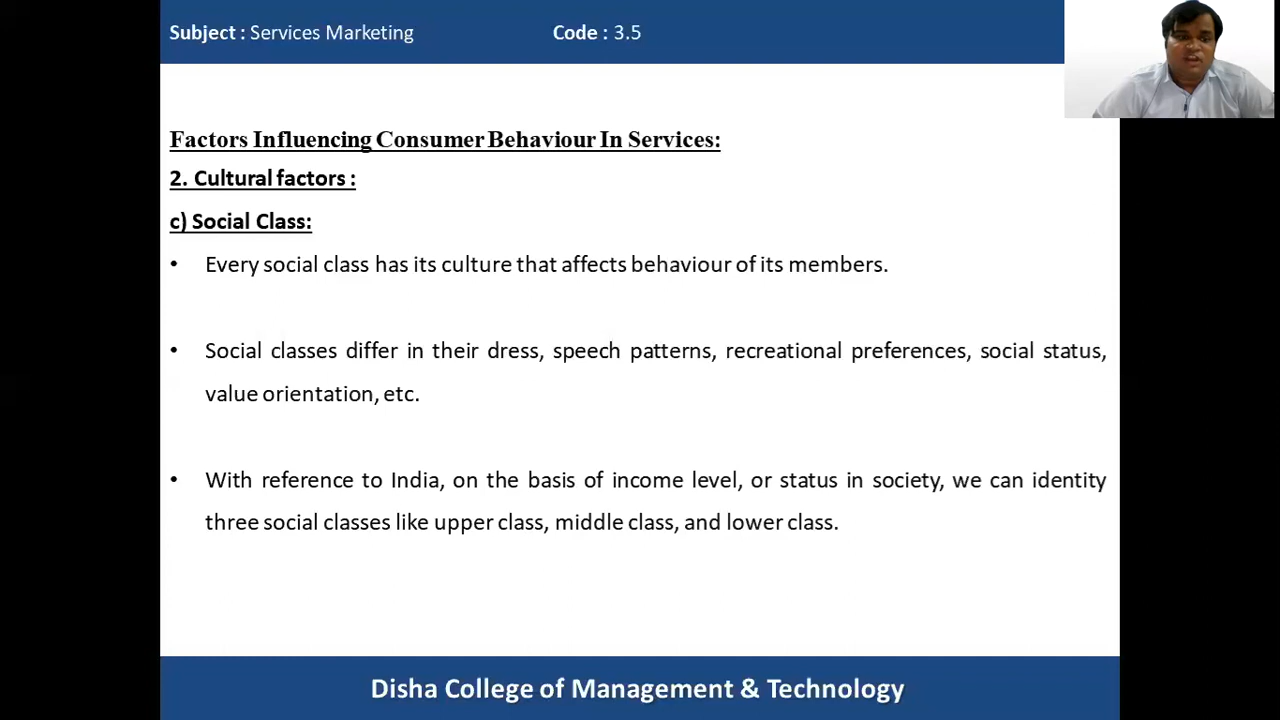 Subject : Services Marketing Code : 3.5
Factors Influencing Consumer Behaviour In Services:
2. Cultural factors :
c) Social Class:
• Every social class has its culture that affects behaviour of its members.
• Social classes differ in their dress, speech patterns, recreational preferences, social status,
value orientation, etc.
• With reference to India, on the basis of income level, or status in society, we can identity
three social classes like upper class, middle class, and lower class.
Disha College of Management & Technology